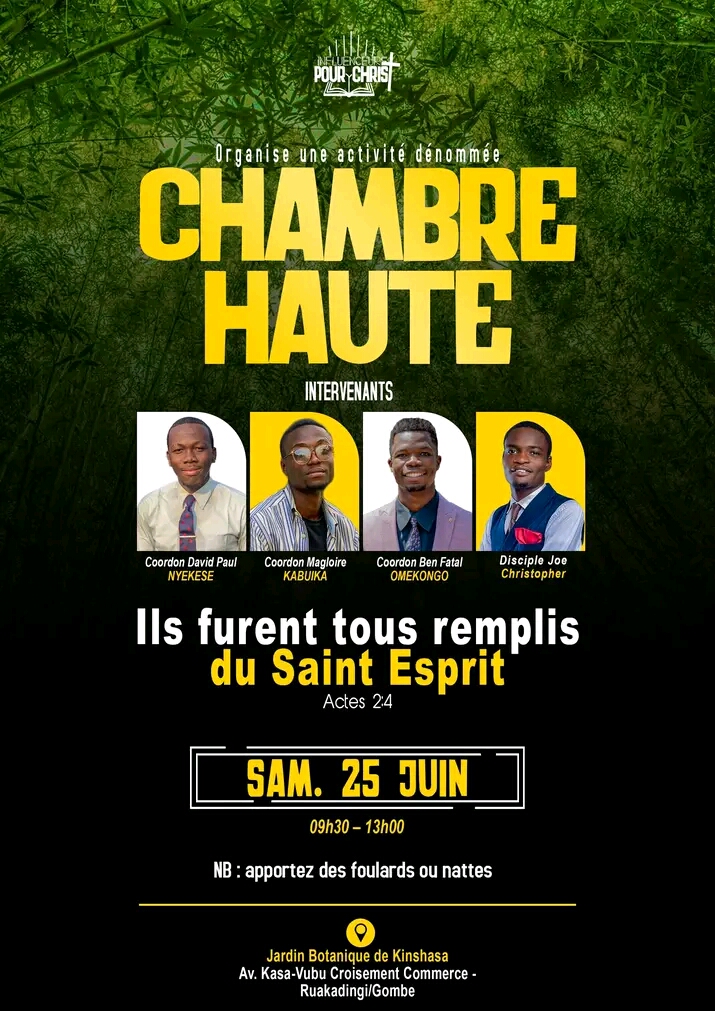 INFLUENCEURS
POUR CHRIST
Organise une activité dénommée
CHAMBRE
HAUTE
INTERVENANTS
Coordon David Paul
NYEKESE
Coordon Magloire
KABUIKA
Coordon Ben Fatal
OMEKONGO
Disciple Joe
Christopher
Ils furent tous remplis
du Saint Esprit
Actes 2:4
SAM. 25 JUIN
09h30 – 13h00
NB : apportez des foulards ou nattes
Jardin Botanique de Kinshasa
Av. Kasa-Vubu Croisement Commerce -
Ruakadingi/Gombe